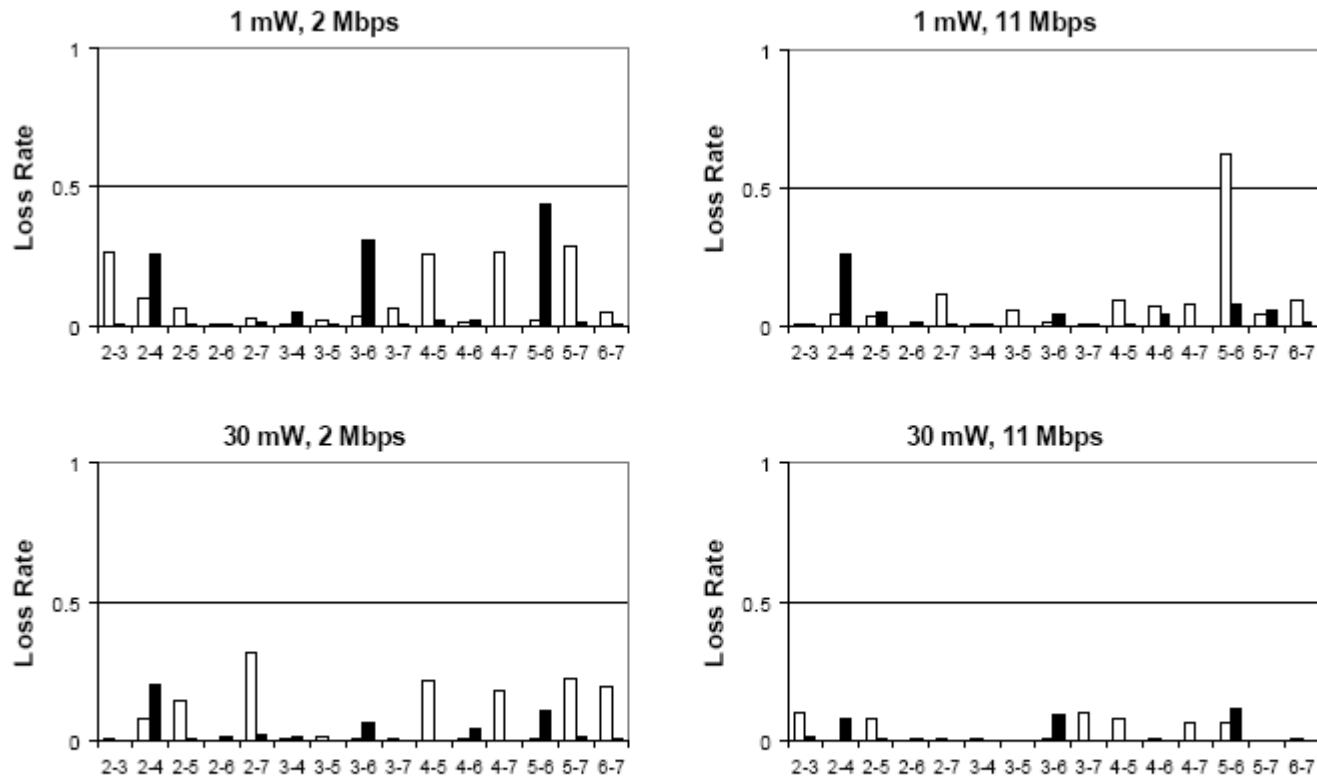 1 mW, 2 Mbps
1
0.5
0
Loss Rate
2-3 2-4 2-5 2-6 2-7 3-4 3-5 3-6 3-7 4-5 4-6 4-7 5-6 5-7 6-7
1 mW, 11 Mbps
1
0.5
0
Loss Rate
2-3 2-4 2-5 2-6 2-7 3-4 3-5 3-6 3-7 4-5 4-6 4-7 5-6 5-7 6-7
30 mW, 2 Mbps
1
0.5
0
Loss Rate
2-3 2-4 2-5 2-6 2-7 3-4 3-5 3-6 3-7 4-5 4-6 4-7 5-6 5-7 6-7
30 mW, 11 Mbps
1
0.5
0
Loss Rate
2-3 2-4 2-5 2-6 2-7 3-4 3-5 3-6 3-7 4-5 4-6 4-7 5-6 5-7 6-7